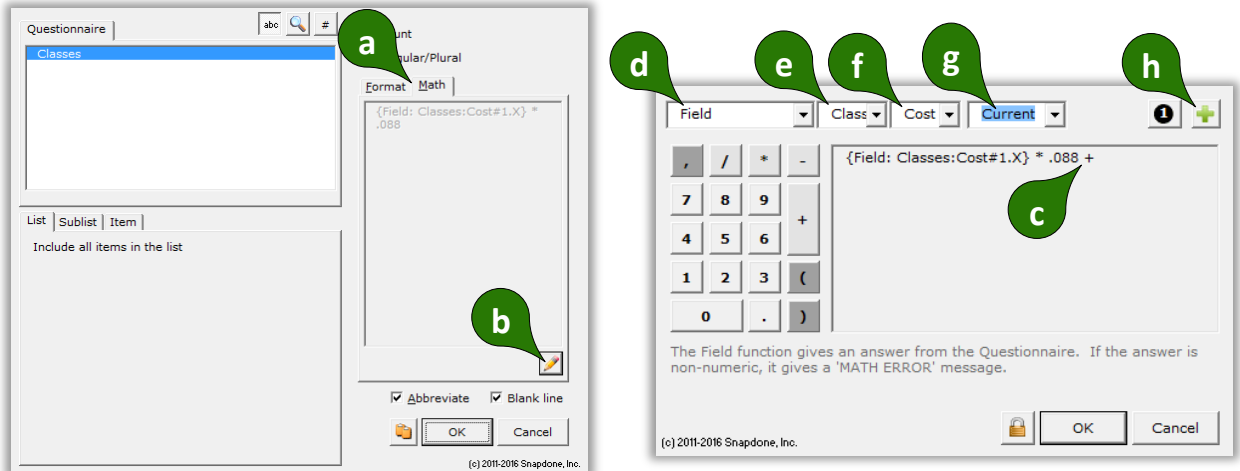 Questionnaire
abc
#
Classes
a
unt
gular/Plural
Format
Math
{Field: Classes:Cost#1.X} *
.088
List
Sublist
Item
Include all items in the list
b
Abbreviate
Blank line
OK
Cancel
(c) 2011-2016 Snapdone, Inc.
d
e
f
g
h
Field
Class
Cost
Current
1
, / * -
7 8 9
+
4 5 6
1 2 3 (
0 . )
{Field: Classes:Cost#1.X} * .088 +
c
The Field function gives an answer from the Questionnaire. If the answer is
non-numeric, it gives a 'MATH ERROR' message.
OK
Cancel
(c) 2011-2016 Snapdone, Inc.